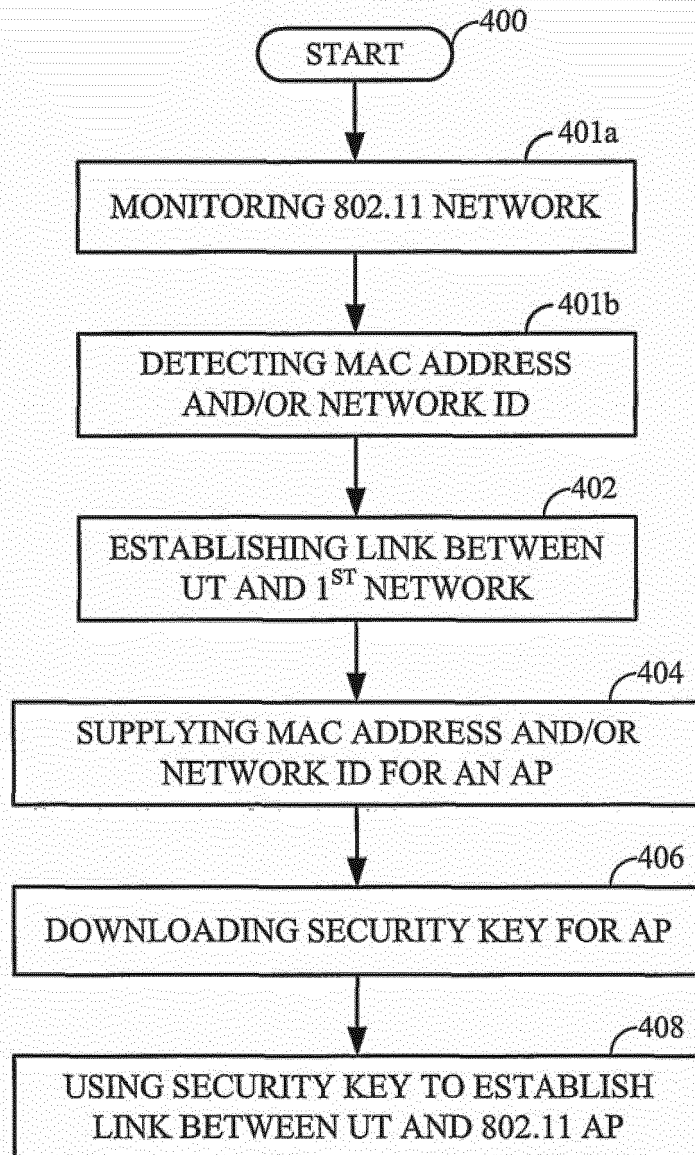 400
START
401a
MONITORING 802.11 NETWORK
401b
DETECTING MAC ADDRESS
AND/OR NETWORK ID
402
ESTABLISHING LINK BETWEEN
UT AND 1ST NETWORK
404
SUPPLYING MAC ADDRESS AND/OR
NETWORK ID FOR AN AP
406
DOWNLOADING SECURITY KEY FOR AP
408
USING SECURITY KEY TO ESTABLISH
LINK BETWEEN UT AND 802.11 AP